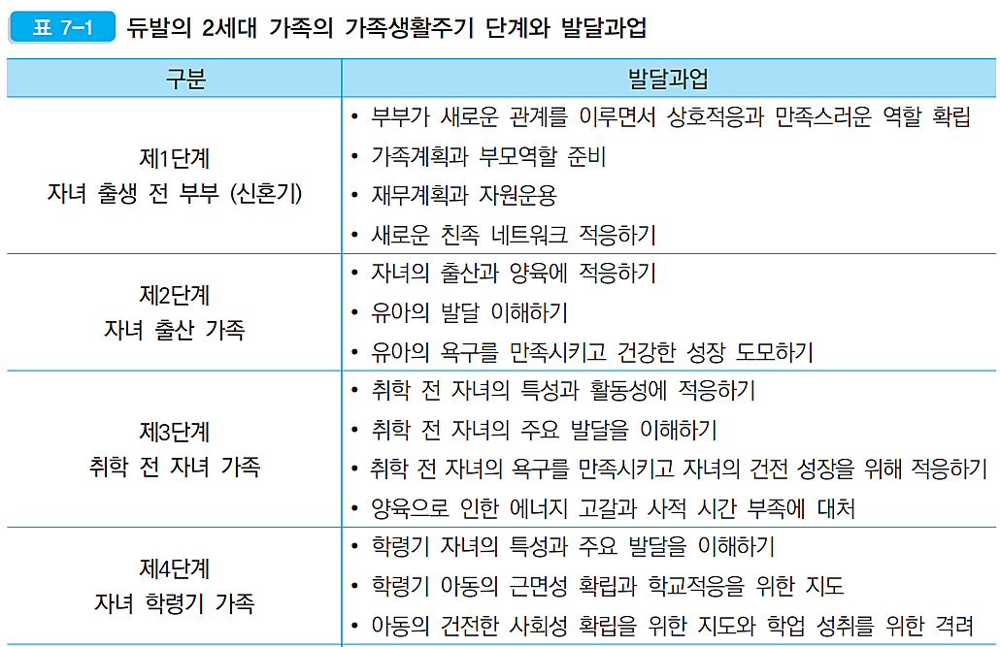 표 7-1 듀발의 2세대 가족의 가족생활주기 단계와 발달과업
구분 발달과업
제1단계
자녀 출생 전 부부 (신혼기)
• 부부가 새로운 관계를 이루면서 상호적응과 만족스러운 역할 확립
• 가족계획과 부모역할 준비
• 재무계획과 자원운용
• 새로운 친족 네트워크 적응하기
제2단계
자녀 출산 가족
• 자녀의 출산과 양육에 적응하기
• 유아의 발달 이해하기
• 유아의 욕구를 만족시키고 건강한 성장 도모하기
제3단계
취학 전 자녀 가족
• 취학 전 자녀의 특성과 활동성에 적응하기
• 취학 전 자녀의 주요 발달을 이해하기
• 취학 전 자녀의 욕구를 만족시키고 자녀의 건전 성장을 위해 적응하기
• 양육으로 인한 에너지 고갈과 사적 시간 부족에 대처
제4단계
자녀 학령기 가족
• 학령기 자녀의 특성과 주요 발달을 이해하기
• 학령기 아동의 근면성 확립과 학교적응을 위한 지도
• 아동의 건전한 사회성 확립을 위한 지도와 학업 성취를 위한 격려